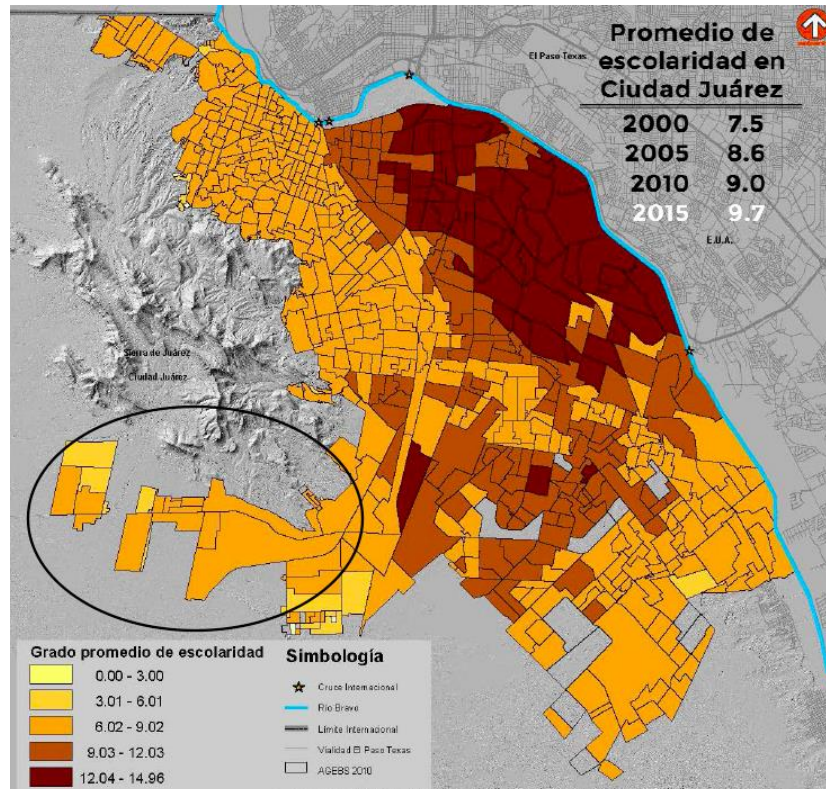 Promedio de
escolaridad en
Ciudad Juárez
2000 7.5
2005 8.6
2010 9.0
2015 9.7
El Paso Texas
E.U.A.
Sierra de Juárez
Ciudad Juárez
Grado promedio de escolaridad
0.00 - 3.00
3.01 - 6.01
6.02 - 9.02
9.03 - 12.03
12.04 - 14.96
Simbología
Cruce Internacional
Río Bravo
Límite Internacional
Vialidad El Paso Texas
AGEBS 2010